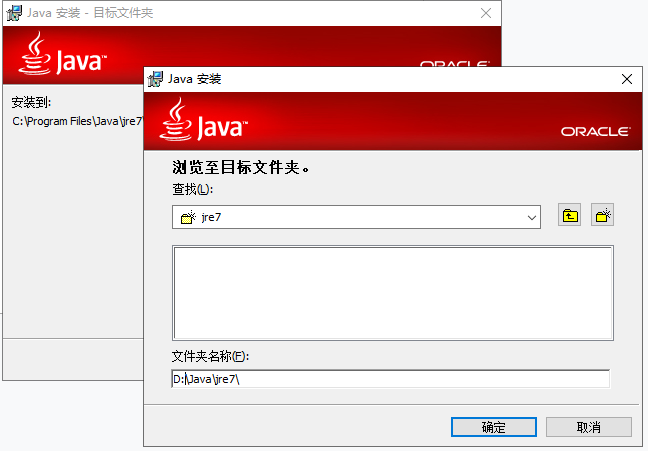 Java 安装 - 目标文件夹
Java™
ORACLE
安装到:
C:\Program Files\Java\jre7\
Java 安装
Java™
ORACLE
浏览至目标文件夹。
查找(L):
jre7
文件夹名称(F):
D:\Java\jre7\
确定
取消